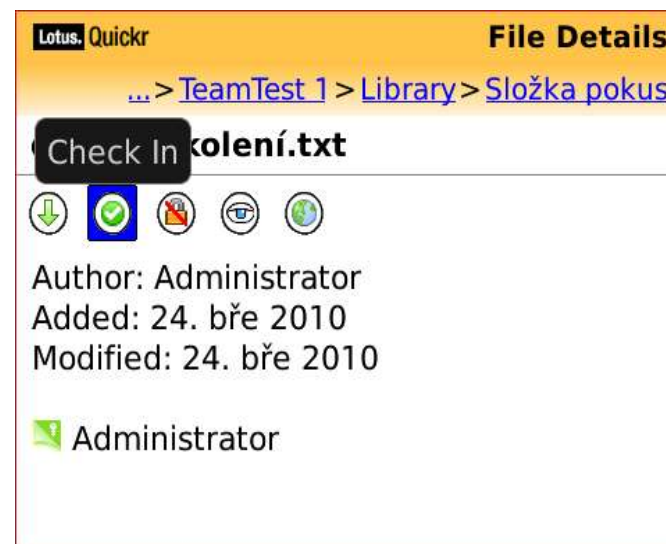 Lotus. Quickr
File Details
...> TeamTest 1 > Library > Složka pokus
Check In
kolení.txt
Author: Administrator
Added: 24. bře 2010
Modified: 24. bře 2010
Administrator